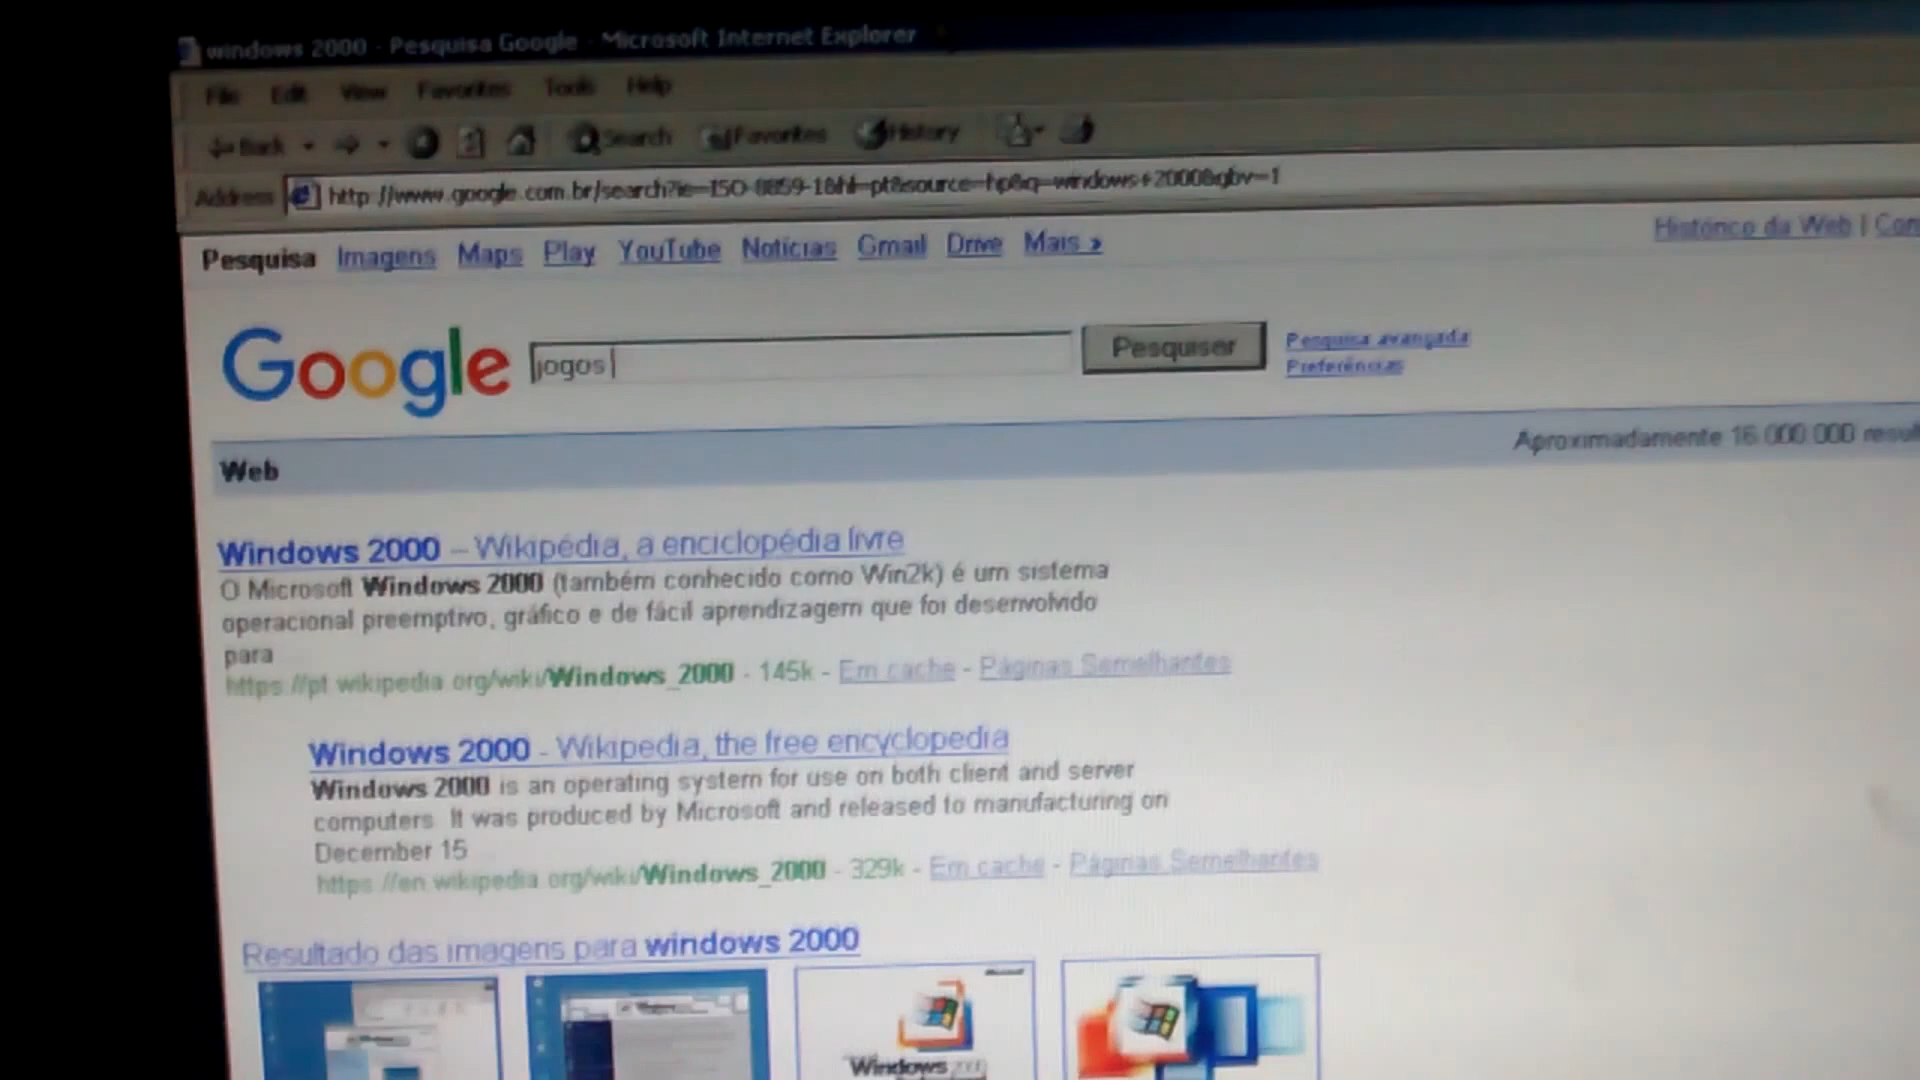 windows 2000 - Pesquisa Google - Microsoft Internet Explorer
File Edit View Favorites Tools Help
Back Search Favorites History
Address http://www.google.com.br/search?ie=ISO-8859-1&hl=pt&source=hp&q=windows+2000&gbv=1
Pesquisa Imagens Maps Play YouTube Notícias Gmail Drive Mais »
Histórico da Web |
Google jogos Pesquisar Pesquisa avançada
Preferências
Web Aproximadamente 16.000.000
Windows 2000 – Wikipédia, a enciclopédia livre
O Microsoft Windows 2000 (também conhecido como Win2k) é um sistema
operacional preemptivo, gráfico e de fácil aprendizagem que foi desenvolvido
para
https://pt.wikipedia.org/wiki/Windows_2000 - 145k - Em cache - Páginas Semelhantes
Windows 2000 - Wikipedia, the free encyclopedia
Windows 2000 is an operating system for use on both client and server
computers. It was produced by Microsoft and released to manufacturing on
December 15
https://en.wikipedia.org/wiki/Windows_2000 - 329k - Em cache - Páginas Semelhantes
Resultado das imagens para windows 2000
Windows